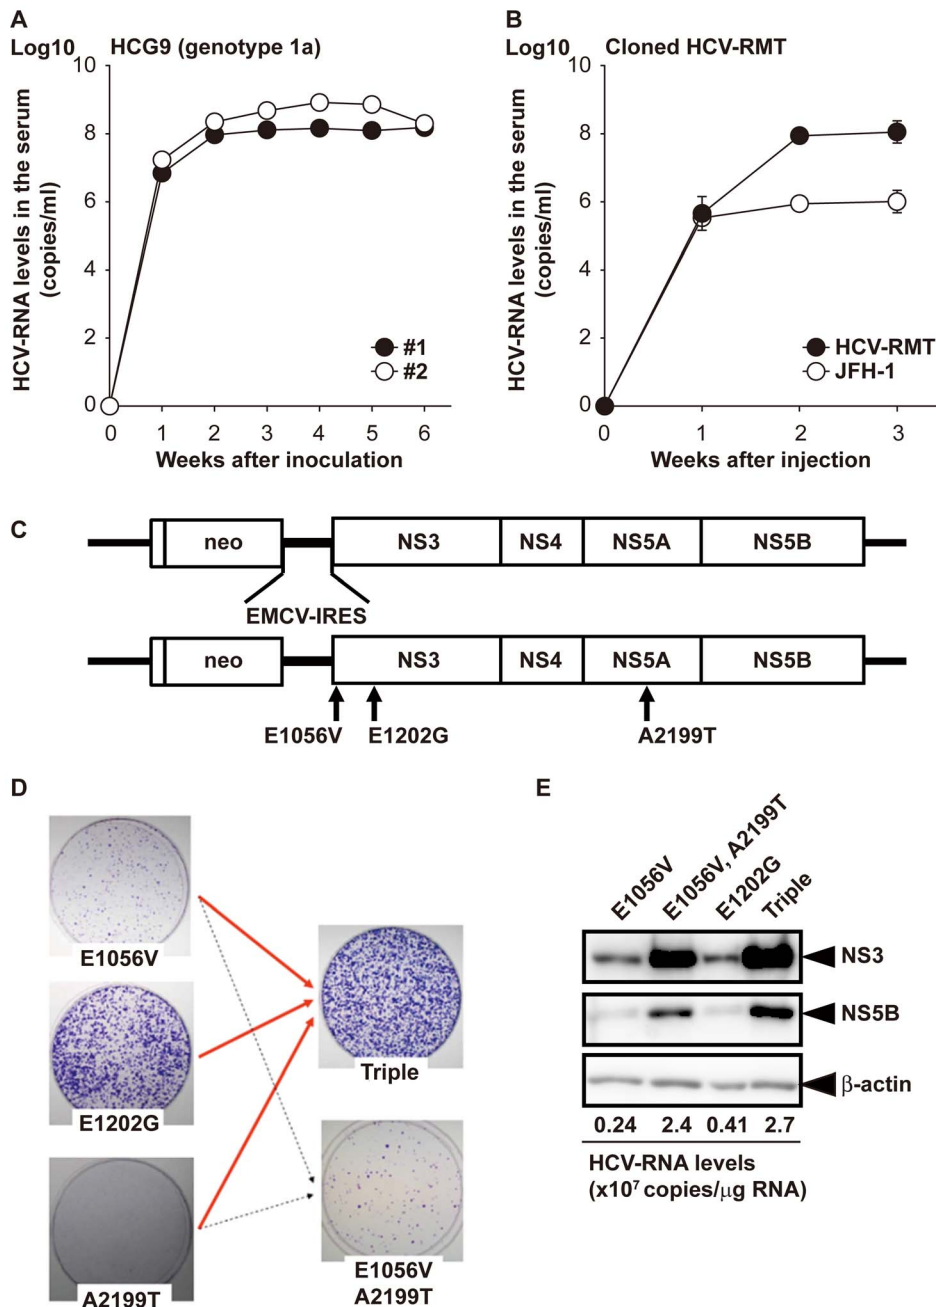 A
Log10 HCG9 (genotype 1a)
HCV-RNA levels in the serum
(copies/ml)
10
8
6
4
2
0
#1
#2
0 1 2 3 4 5 6
Weeks after inoculation
B
Log10 Cloned HCV-RMT
HCV-RNA levels in the serum
(copies/ml)
10
8
6
4
2
0
HCV-RMT
JFH-1
0 1 2 3
Weeks after injection
C
neo NS3 NS4 NS5A NS5B
EMCV-IRES
neo NS3 NS4 NS5A NS5B
E1056V E1202G A2199T
D
E1056V
E1202G
A2199T
Triple
E1056V
A2199T
E
E1056V
E1056V, A2199T
E1202G
Triple
NS3
NS5B
β-actin
0.24 2.4 0.41 2.7
HCV-RNA levels
(x10⁷ copies/μg RNA)